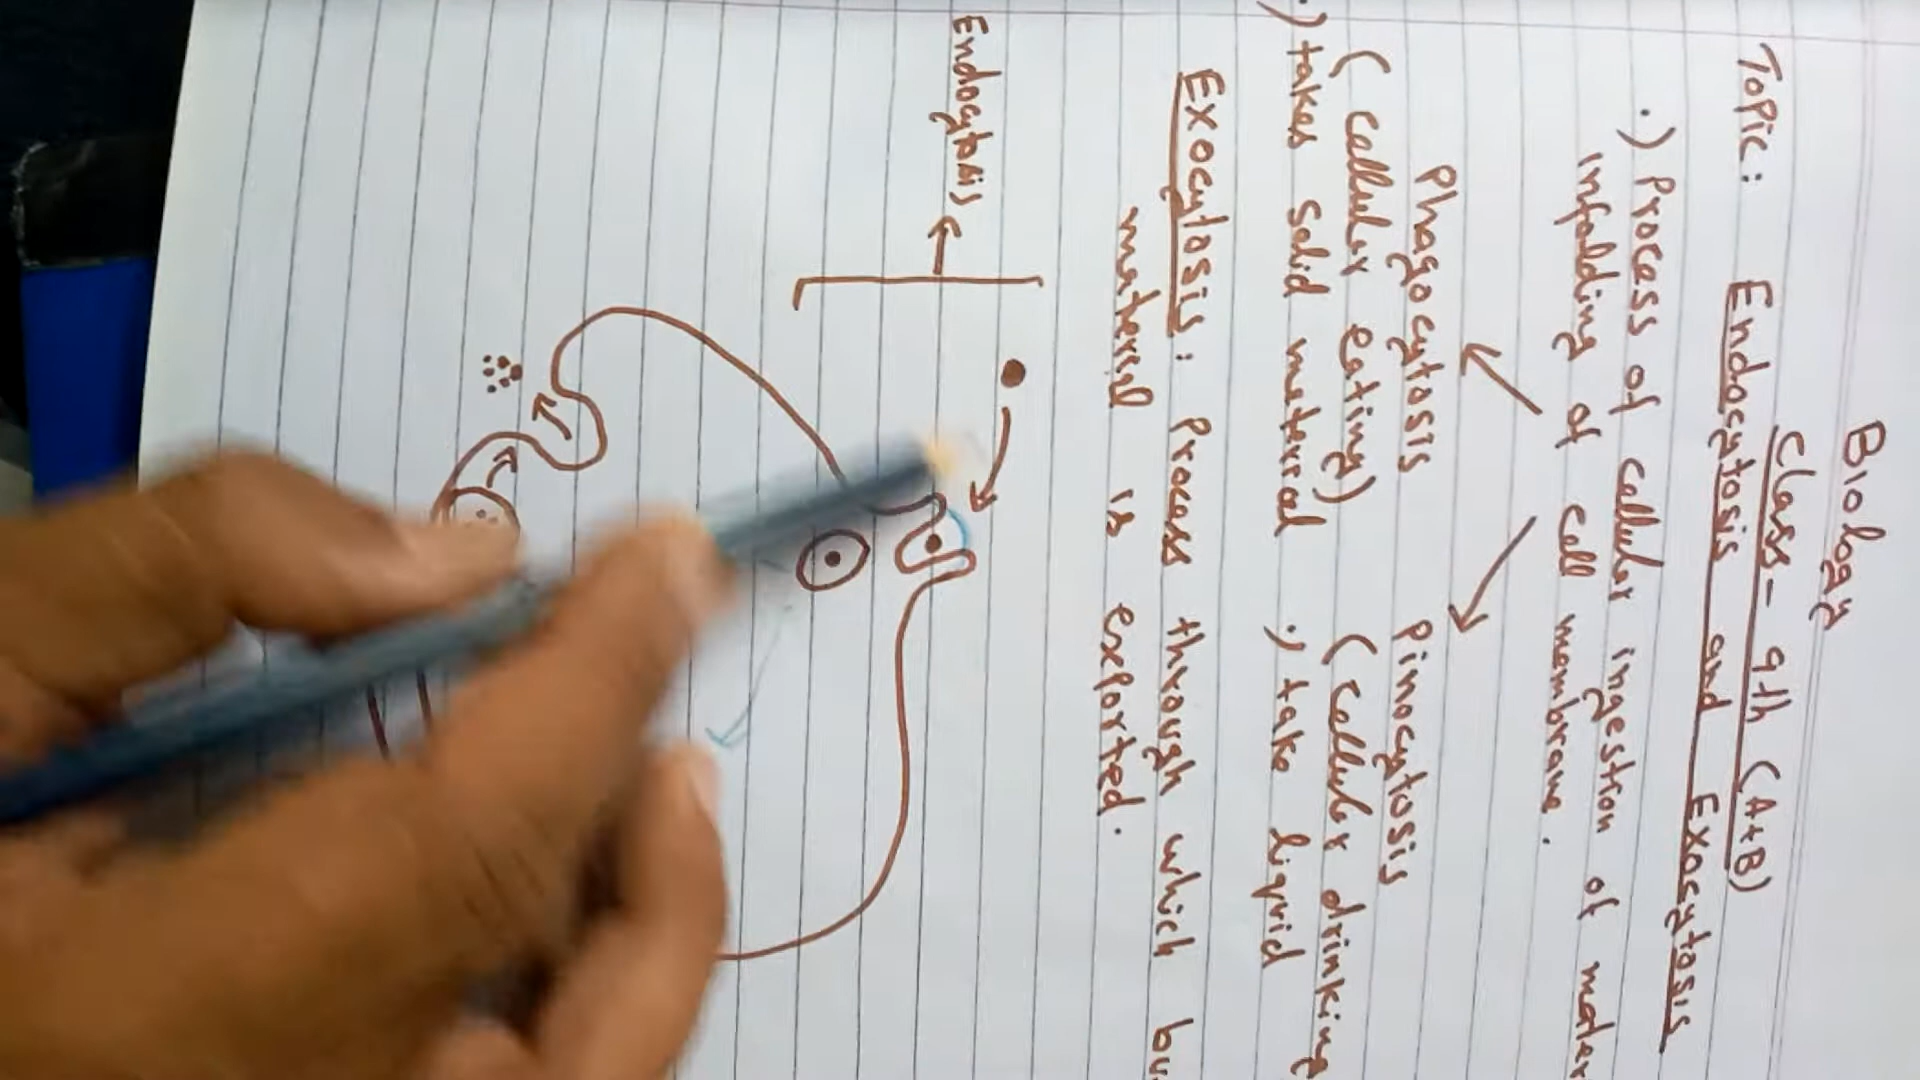 Biology
Class - 9th (A+B)
Topic: Endocytosis and Exocytosis
·) Process of cellular ingestion of mater
infolding of cell membrane.
Phagocytosis Pinocytosis
(cellular eating) (cellular drinking
·) takes solid material ·) take liquid
Exocytosis: Process through which bu
material is exported.
Endocytosis